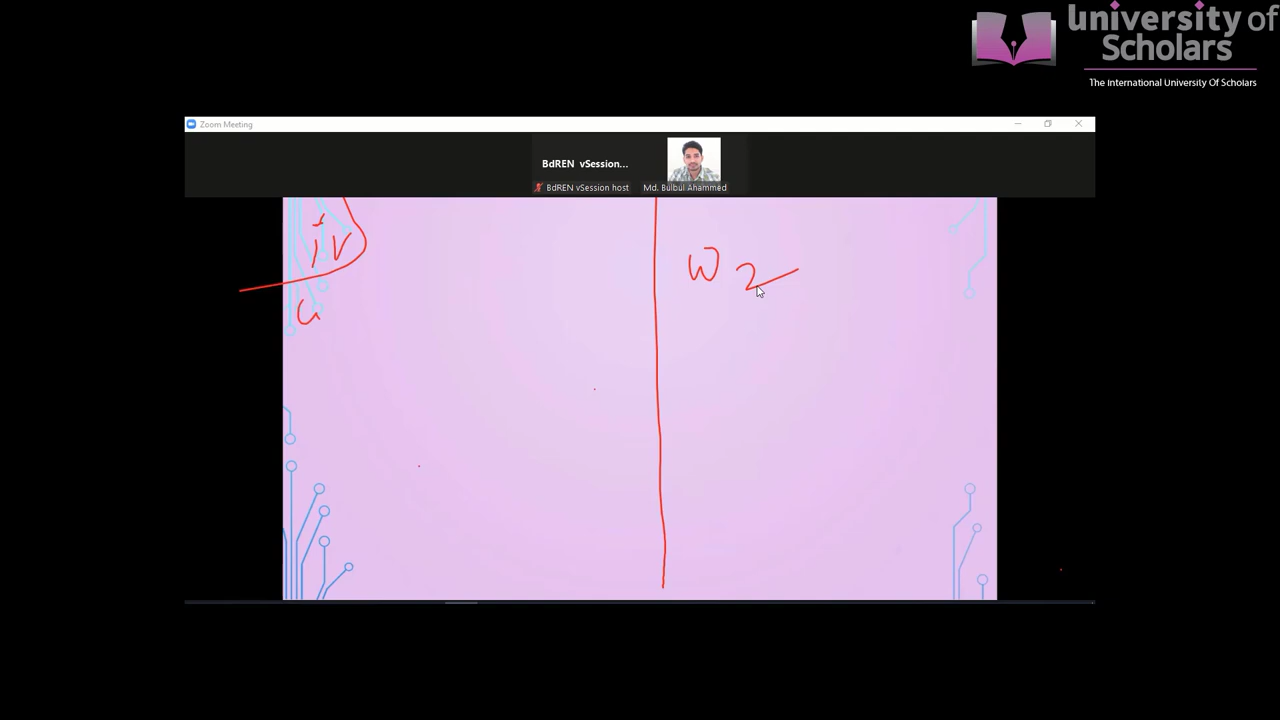 University of
Scholars
The International University Of Scholars
Zoom Meeting
BdREN vSession...
BdREN vSession host
Md. Bulbul Ahammed
iv
W 2